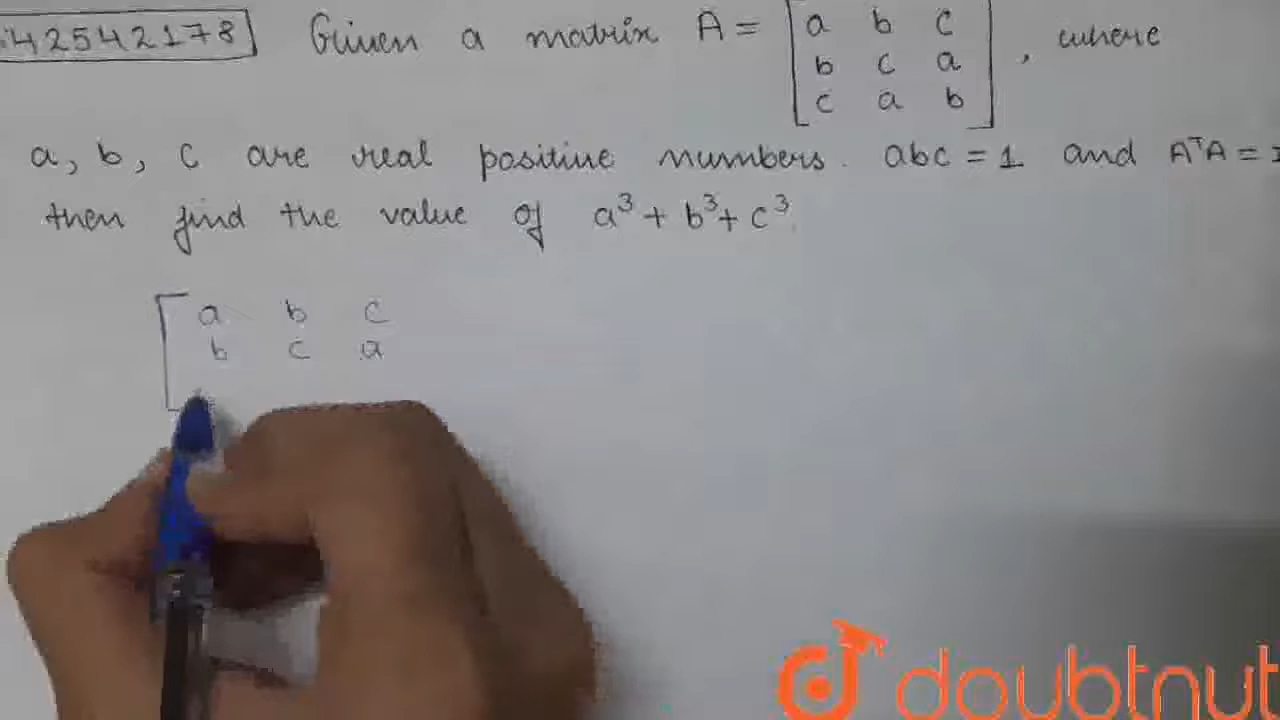 642542178 Given a matrix A = [a b c
b c a
c a b], where
a, b, c are real positive numbers. abc = 1 and AᵀA = I
then find the value of a³ + b³ + c³.
[a b c
b c a
doubtnut